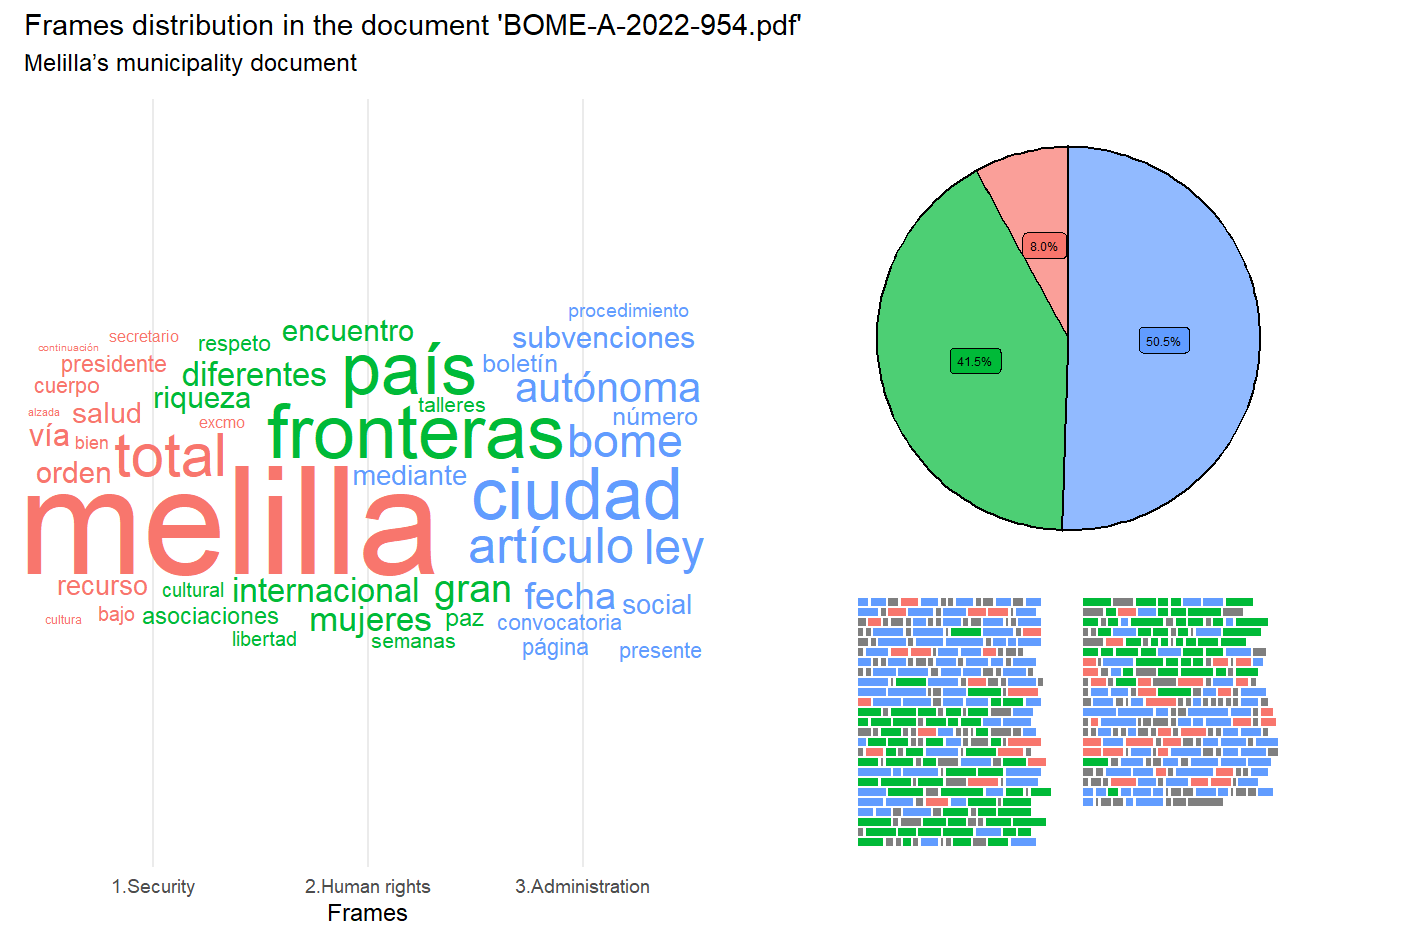 Frames distribution in the document 'BOME-A-2022-954.pdf'
Melilla’s municipality document
procedimiento
secretario
respeto
encuentro
subvenciones
continuación
presidente
diferentes
país
boletín
cuerpo
riqueza
autónoma
alzada
salud
excmo
talleres
número
vía
bien
total
fronteras
bome
orden
mediante
melilla
ciudad
artículo
ley
recurso
cultural
internacional
gran
fecha
social
cultura
bajo
asociaciones
mujeres
paz
convocatoria
libertad
semanas
página
presente
1.Security
2.Human rights
3.Administration
Frames
8.0%
50.5%
41.5%